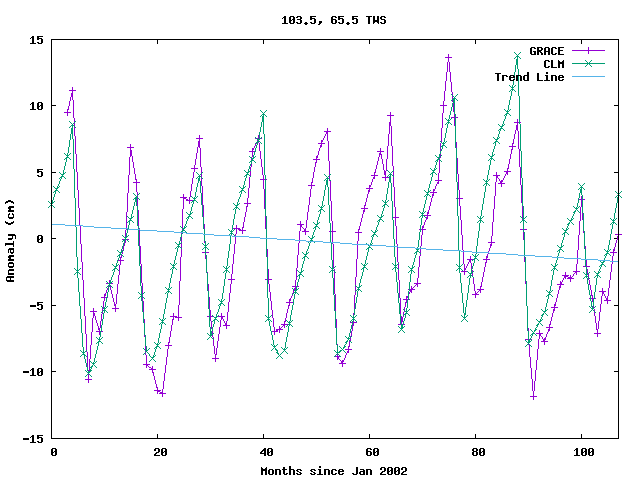 103.5, 65.5 TWS
GRACE
CLM
Trend Line
15
10
5
0
-5
-10
-15
Anomaly (cm)
0 20 40 60 80 100
Months since Jan 2002